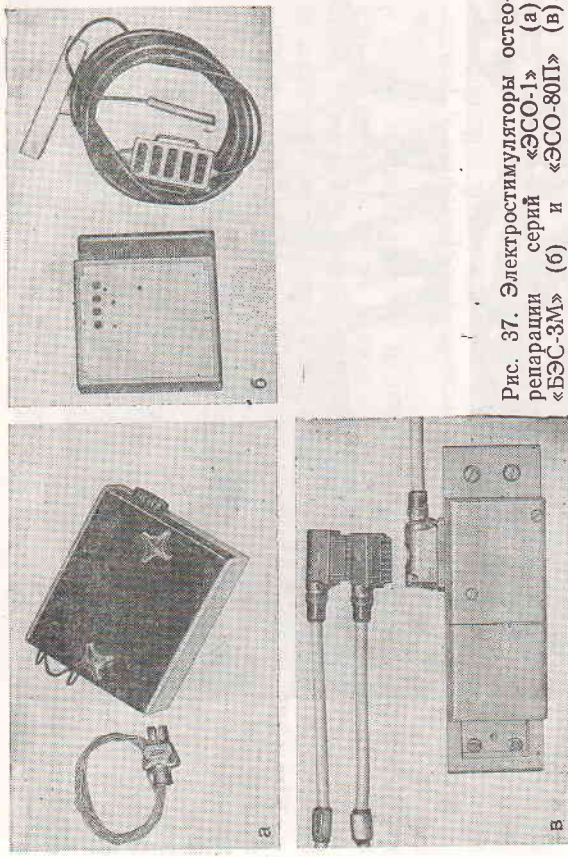 а
б
в
Рис. 37. Электростимуляторы остео-
репарации серий «ЭСО-1» (а)
«БЭС-3М» (б) и «ЭСО-80П» (в)